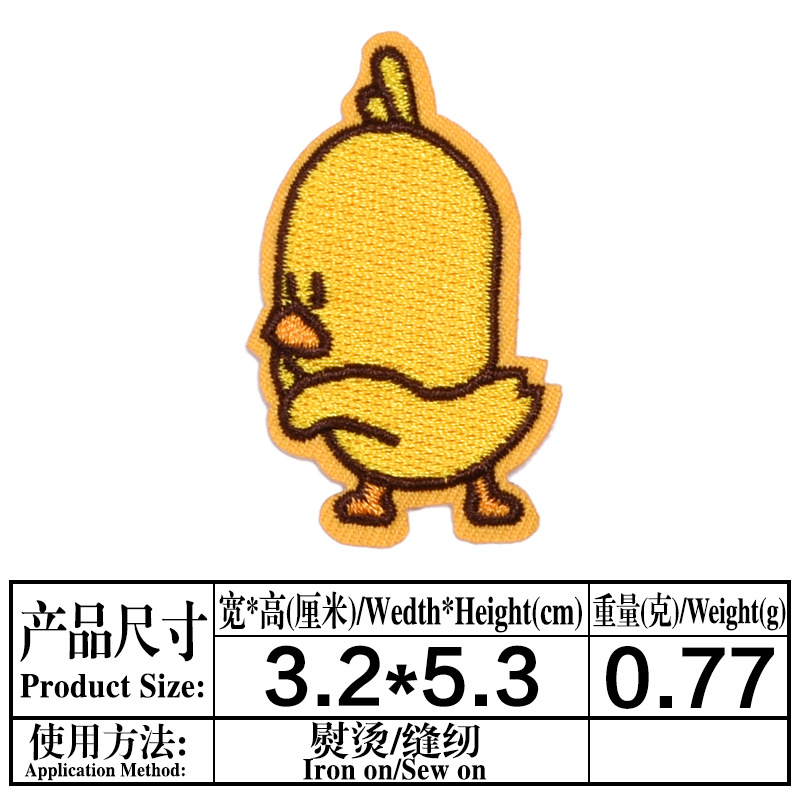 产品尺寸
Product Size:
宽*高(厘米)/Wedth*Height(cm)
重量(克)/Weight(g)
3.2*5.3
0.77
使用方法:
Application Method:
熨烫/缝纫
Iron on/Sew on